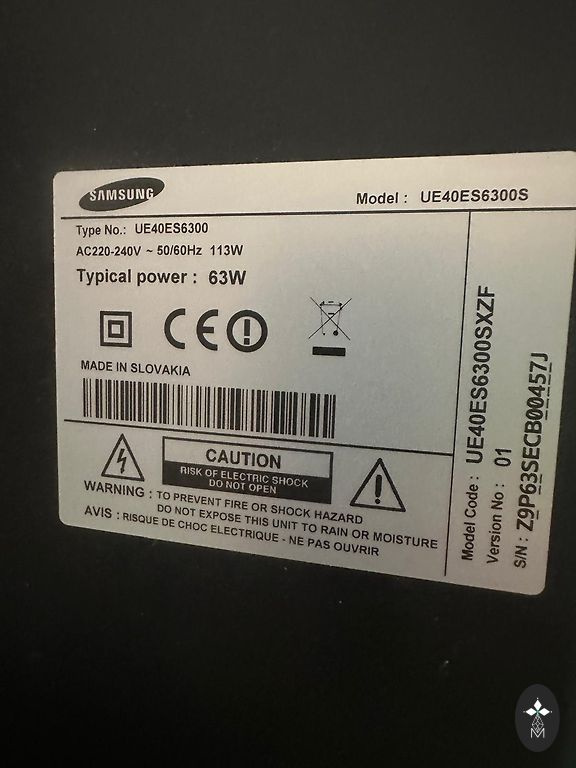 SAMSUNG
Model : UE40ES6300S
Type No.: UE40ES6300
AC220-240V ~ 50/60Hz 113W
Typical power : 63W
CE
MADE IN SLOVAKIA
CAUTION
RISK OF ELECTRIC SHOCK
DO NOT OPEN
WARNING : TO PREVENT FIRE OR SHOCK HAZARD
DO NOT EXPOSE THIS UNIT TO RAIN OR MOISTURE
AVIS : RISQUE DE CHOC ELECTRIQUE - NE PAS OUVRIR
Model Code : UE40ES6300SXZF
Version No : 01
S/N : Z9P63SECB00457J
M